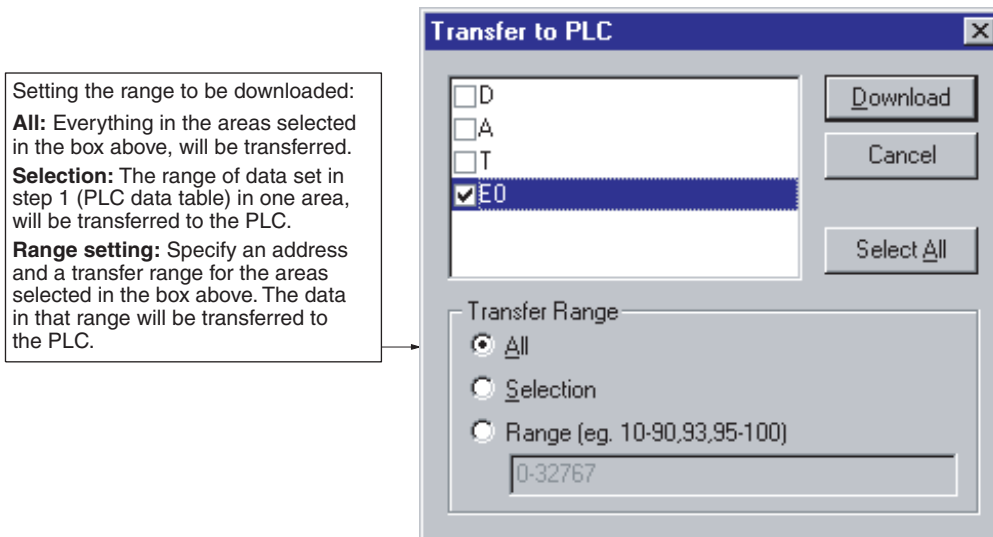 Setting the range to be downloaded:
All: Everything in the areas selected
in the box above, will be transferred.
Selection: The range of data set in
step 1 (PLC data table) in one area,
will be transferred to the PLC.
Range setting: Specify an address
and a transfer range for the areas
selected in the box above. The data
in that range will be transferred to
the PLC.
Transfer to PLC
D
A
T
E0
Download
Cancel
Select All
Transfer Range
All
Selection
Range (eg. 10-90,93,95-100)
0-32767